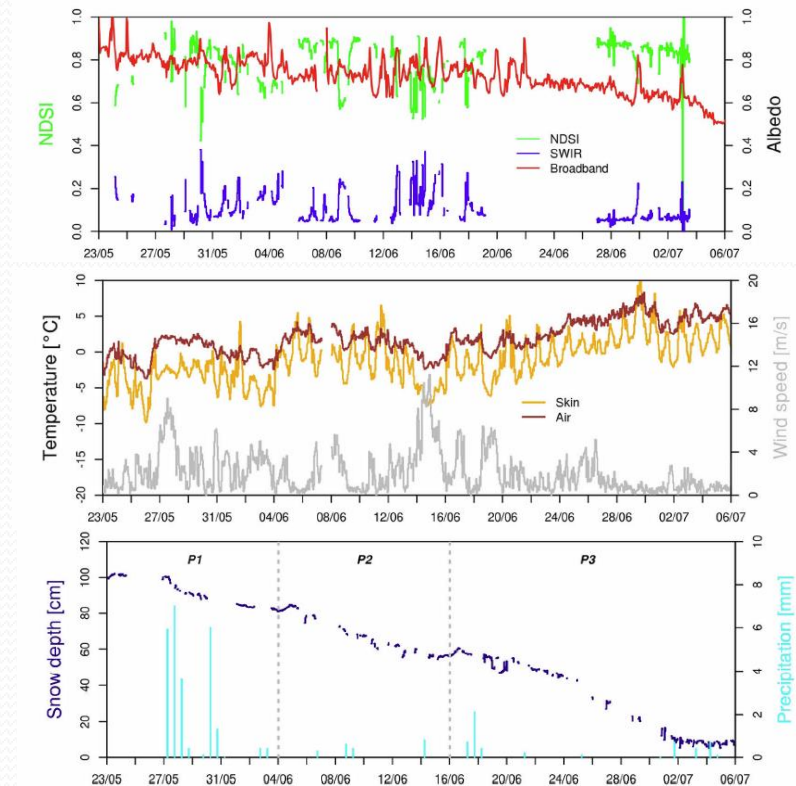 1.0
0.8
0.6
0.4
0.2
0.0
NDSI
1.0
0.8
0.6
0.4
0.2
0.0
Albedo
NDSI
SWIR
Broadband
23/05 27/05 31/05 04/06 08/06 12/06 16/06 20/06 24/06 28/06 02/07 06/07
10
5
0
-5
-10
-15
-20
Temperature [°C]
20
16
12
8
4
0
Wind speed [m/s]
Skin
Air
23/05 27/05 31/05 04/06 08/06 12/06 16/06 20/06 24/06 28/06 02/07 06/07
120
100
80
60
40
20
0
Snow depth [cm]
P1 P2 P3
10
8
6
4
2
0
Precipitation [mm]
23/05 27/05 31/05 04/06 08/06 12/06 16/06 20/06 24/06 28/06 02/07 06/07